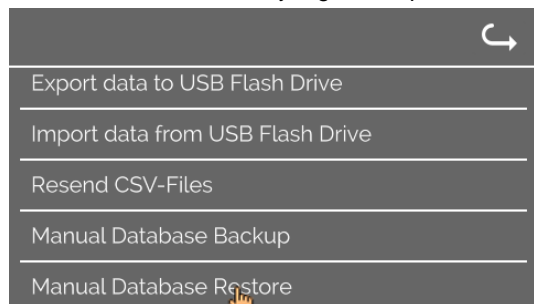 Export data to USB Flash Drive
Import data from USB Flash Drive
Resend CSV-Files
Manual Database Backup
Manual Database Restore